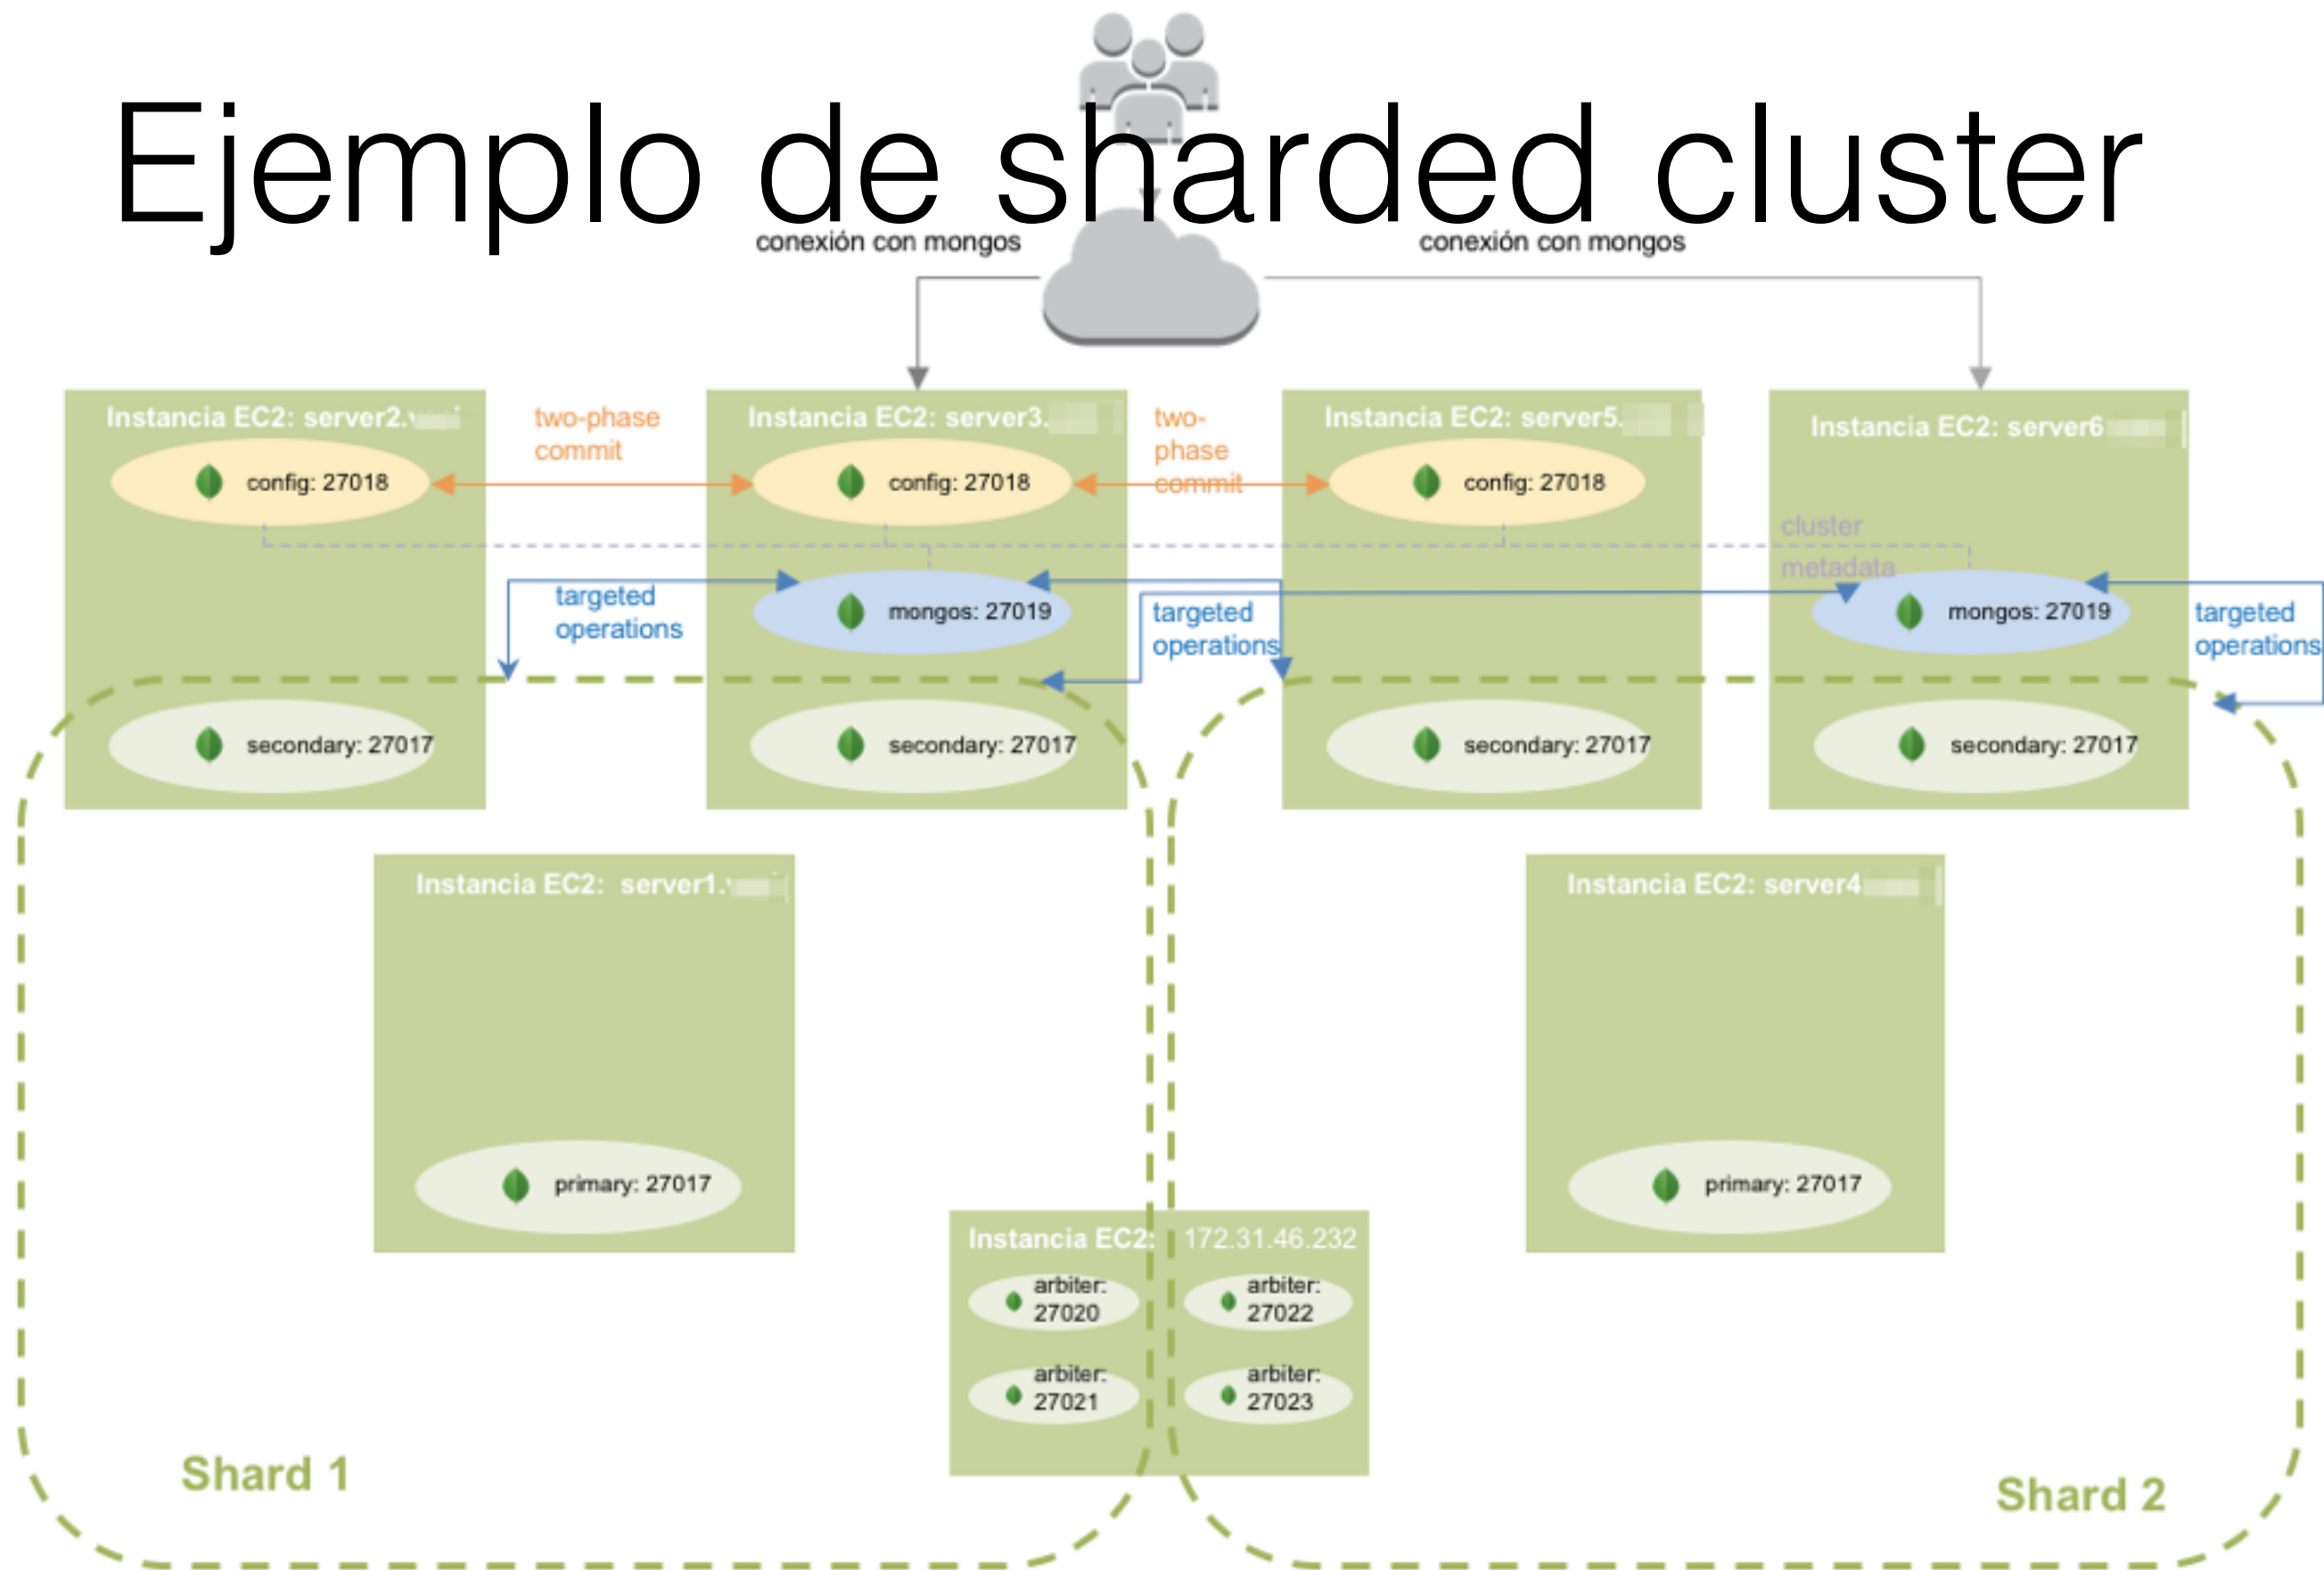 Ejemplo de sharded cluster
conexión con mongos
conexión con mongos
Instancia EC2: server2.
two-phase
commit
Instancia EC2: server3.
two-
phase
commit
Instancia EC2: server5.
Instancia EC2: server6
config: 27018
config: 27018
config: 27018
cluster
metadata
targeted
operations
mongos: 27019
targeted
operations
mongos: 27019
targeted
operations
secondary: 27017
secondary: 27017
secondary: 27017
secondary: 27017
Instancia EC2: server1.
Instancia EC2: server4
primary: 27017
primary: 27017
Instancia EC2: 172.31.46.232
arbiter:
27020
arbiter:
27022
arbiter:
27021
arbiter:
27023
Shard 1
Shard 2